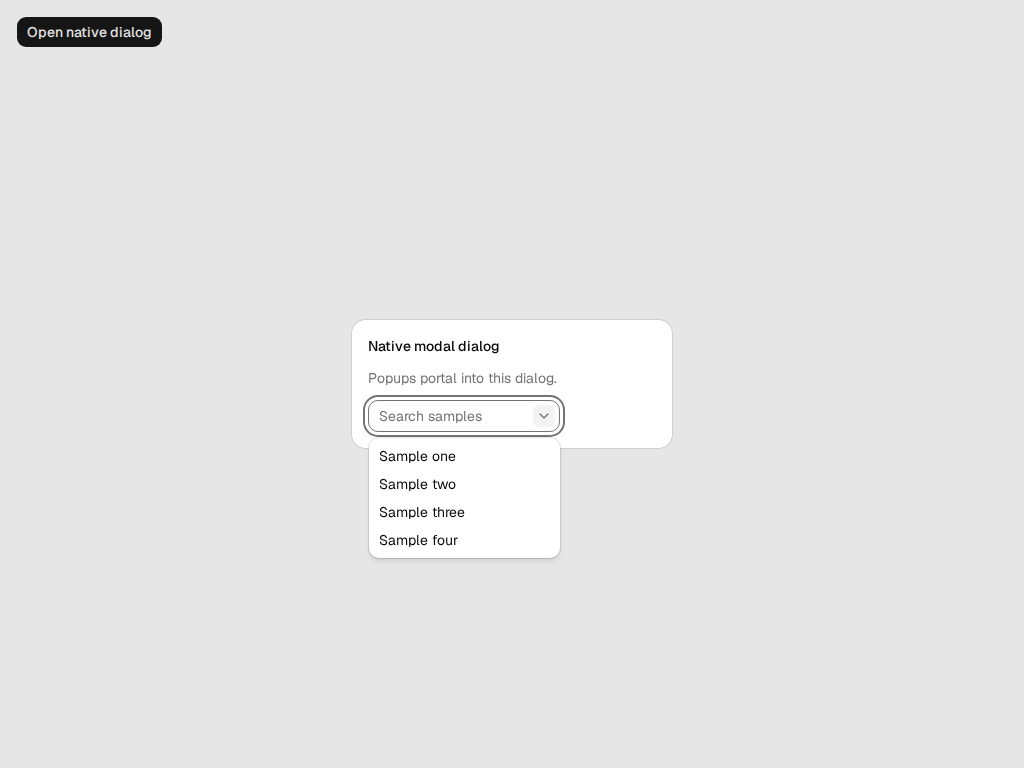 Open native dialog
Native modal dialog
Popups portal into this dialog.
Search samples
Sample one
Sample two
Sample three
Sample four